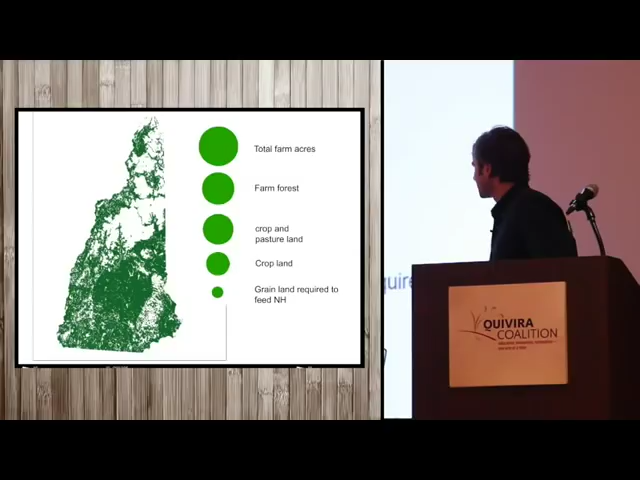 Total farm acres
Farm forest
crop and
pasture land
Crop land
Grain land required to
feed NH
quire
QUIVIRA
COALITION